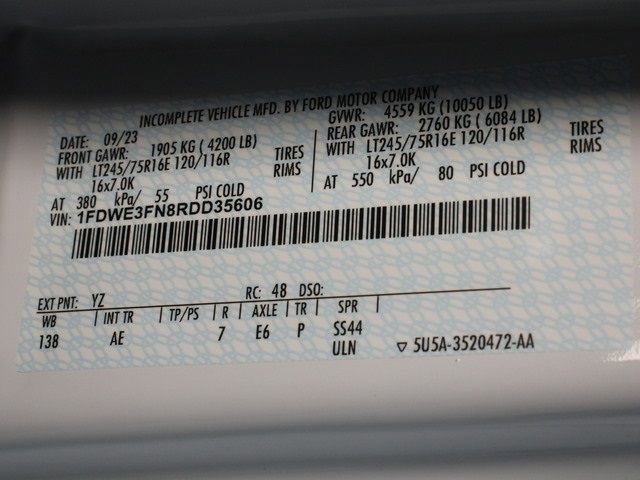 INCOMPLETE VEHICLE MFD. BY FORD MOTOR COMPANY
DATE: 09/23 GVWR: 4559 KG (10050 LB)
FRONT GAWR: 1905 KG (4200 LB) REAR GAWR: 2760 KG (6084 LB)
WITH LT245/75R16E 120/116R TIRES WITH LT245/75R16E 120/116R TIRES
16x7.0K RIMS 16x7.0K RIMS
AT 380 kPa/ 55 PSI COLD AT 550 kPa/ 80 PSI COLD
VIN: 1FDWE3FN8RDD35606
EXT PNT: YZ RC: 48 DSO:
WB INT TR TP/PS R AXLE TR SPR
138 AE 7 E6 P SS44
ULN ▽ 5U5A-3520472-AA